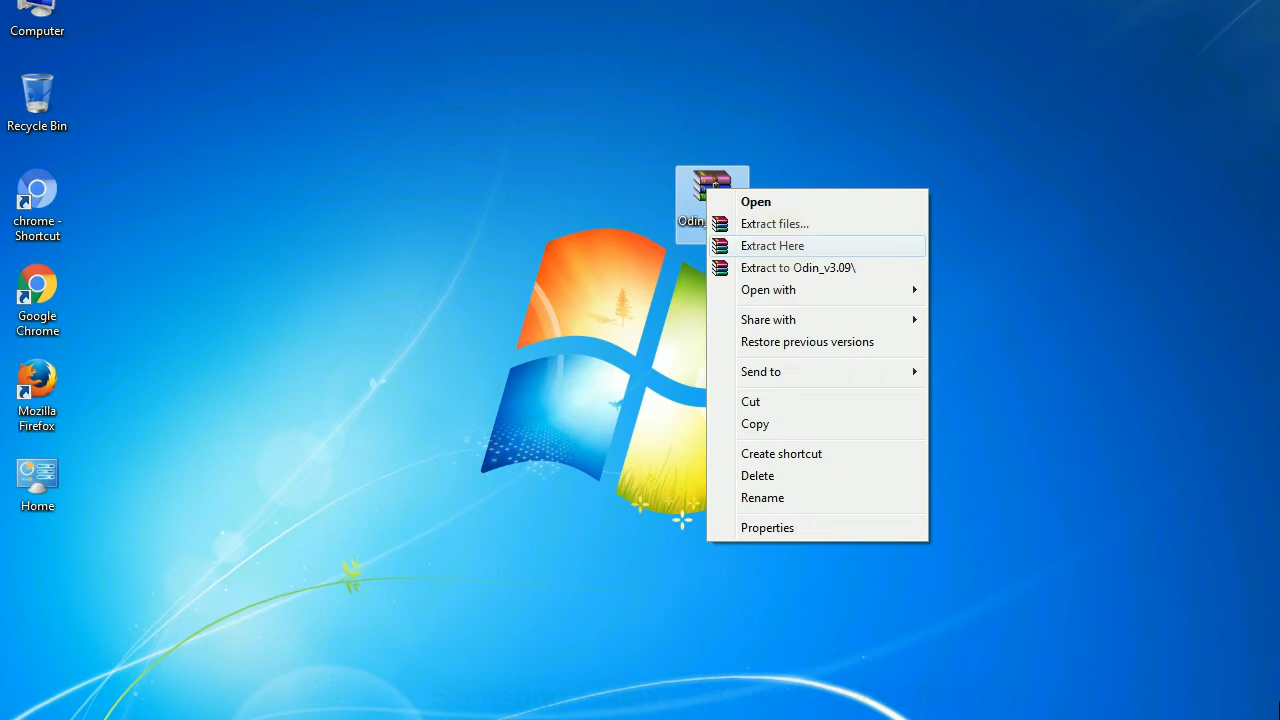 Computer
Recycle Bin
chrome -
Shortcut
Google
Chrome
Mozilla
Firefox
Home
Open
Extract files...
Extract Here
Extract to Odin_v3.09\
Open with
Share with
Restore previous versions
Send to
Cut
Copy
Create shortcut
Delete
Rename
Properties